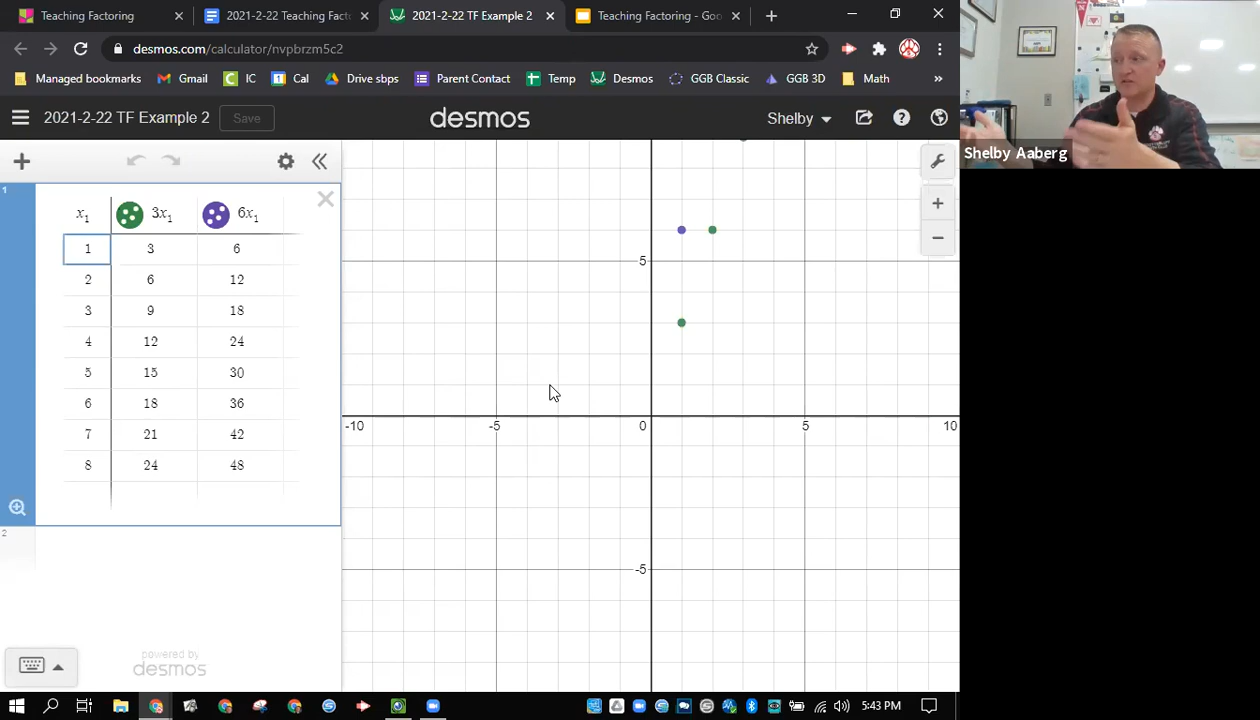 Teaching Factoring
2021-2-22 Teaching Fact
2021-2-22 TF Example 2
Teaching Factoring - Goo
desmos.com/calculator/nvpbrzm5c2
Managed bookmarks
Gmail
IC
Cal
Drive sbps
Parent Contact
Temp
Desmos
GGB Classic
GGB 3D
Math
»
2021-2-22 TF Example 2
Save
desmos
Shelby
Shelby Aaberg
1
x₁ 3x₁ 6x₁
1 3 6
2 6 12
3 9 18
4 12 24
5 15 30
6 18 36
7 21 42
8 24 48
2
5
-10 -5 0 5 10
-5
powered by
desmos
5:43 PM